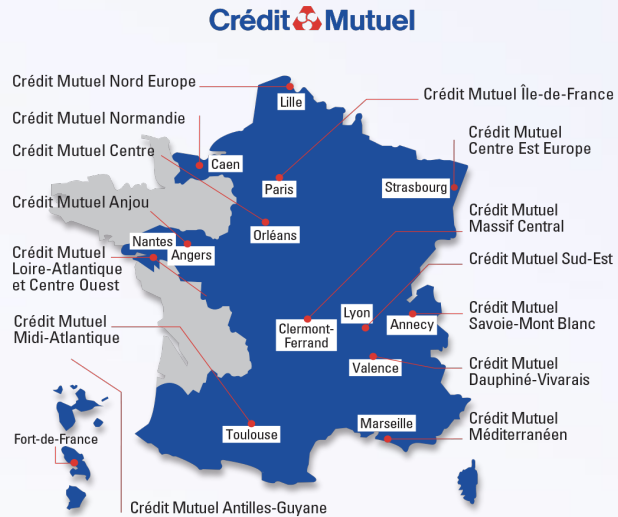 Crédit Mutuel
Crédit Mutuel Nord Europe
Lille
Crédit Mutuel Île-de-France
Crédit Mutuel Normandie
Caen
Crédit Mutuel
Centre Est Europe
Crédit Mutuel Centre
Paris
Strasbourg
Crédit Mutuel Anjou
Crédit Mutuel
Massif Central
Orléans
Nantes
Angers
Crédit Mutuel
Loire-Atlantique
et Centre Ouest
Crédit Mutuel Sud-Est
Crédit Mutuel
Midi-Atlantique
Clermont-
Ferrand
Lyon
Annecy
Crédit Mutuel
Savoie-Mont Blanc
Valence
Crédit Mutuel
Dauphiné-Vivarais
Fort-de-France
Toulouse
Marseille
Crédit Mutuel
Méditerranéen
Crédit Mutuel Antilles-Guyane